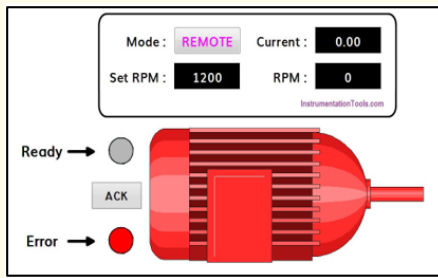 Mode : REMOTE Current : 0.00
Set RPM : 1200 RPM : 0
InstrumentationTools.com
Ready
ACK
Error